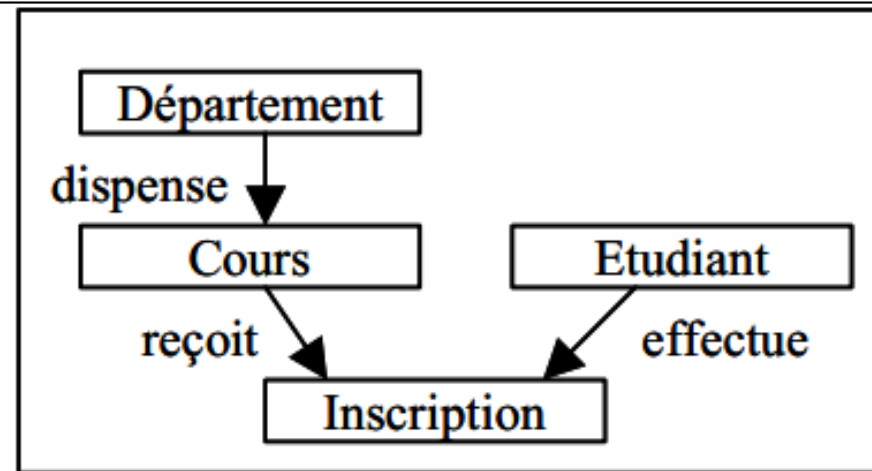 Département
dispense
Cours
Etudiant
reçoit
effectue
Inscription